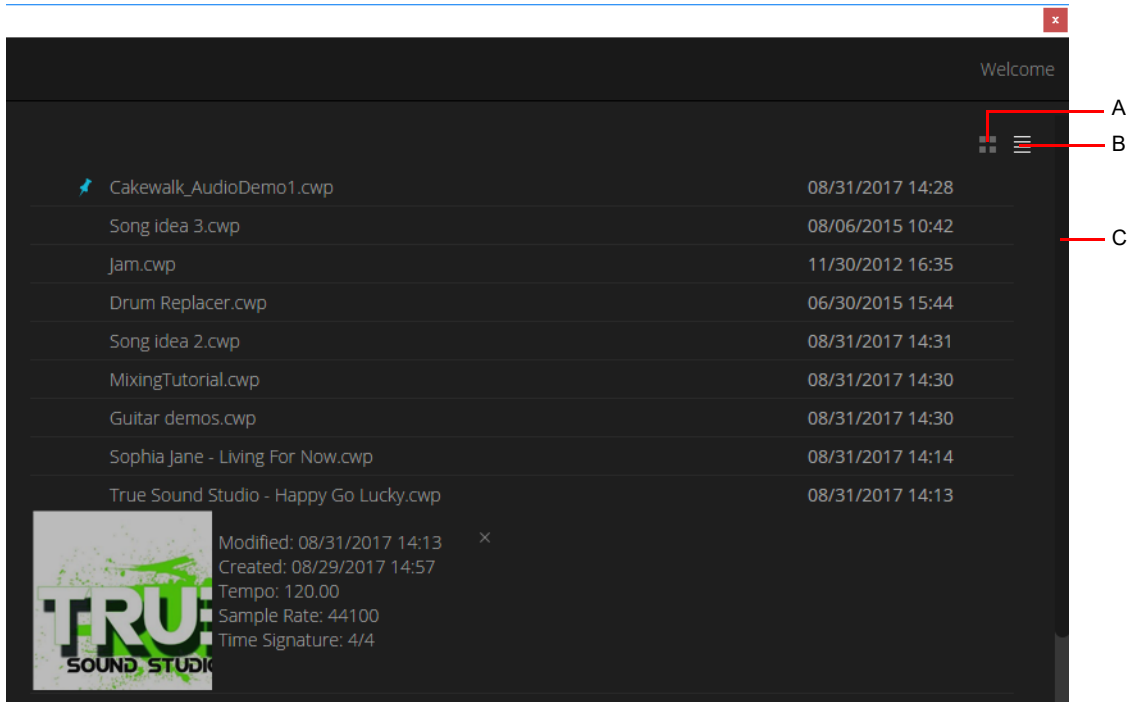 x
Welcome
A
B
Cakewalk_AudioDemo1.cwp 08/31/2017 14:28
Song idea 3.cwp 08/06/2015 10:42
C
Jam.cwp 11/30/2012 16:35
Drum Replacer.cwp 06/30/2015 15:44
Song idea 2.cwp 08/31/2017 14:31
MixingTutorial.cwp 08/31/2017 14:30
Guitar demos.cwp 08/31/2017 14:30
Sophia Jane - Living For Now.cwp 08/31/2017 14:14
True Sound Studio - Happy Go Lucky.cwp 08/31/2017 14:13
Modified: 08/31/2017 14:13
Created: 08/29/2017 14:57
Tempo: 120.00
Sample Rate: 44100
Time Signature: 4/4
TRU
SOUND STUDI